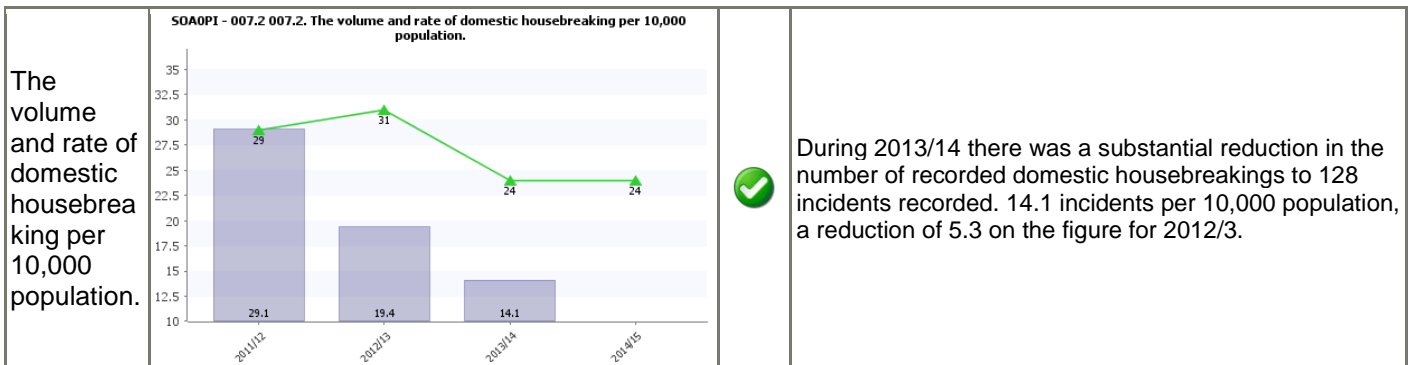 The
volume
and rate of
domestic
housebrea
king per
10,000
population.
SOA0PI - 007.2 007.2. The volume and rate of domestic housebreaking per 10,000
population.
35
32.5
30
27.5
25
22.5
20
17.5
15
12.5
10
29
31
24
24
29.1
19.4
14.1
2011/12
2012/13
2013/14
2014/15
During 2013/14 there was a substantial reduction in the
number of recorded domestic housebreakings to 128
incidents recorded. 14.1 incidents per 10,000 population,
a reduction of 5.3 on the figure for 2012/3.